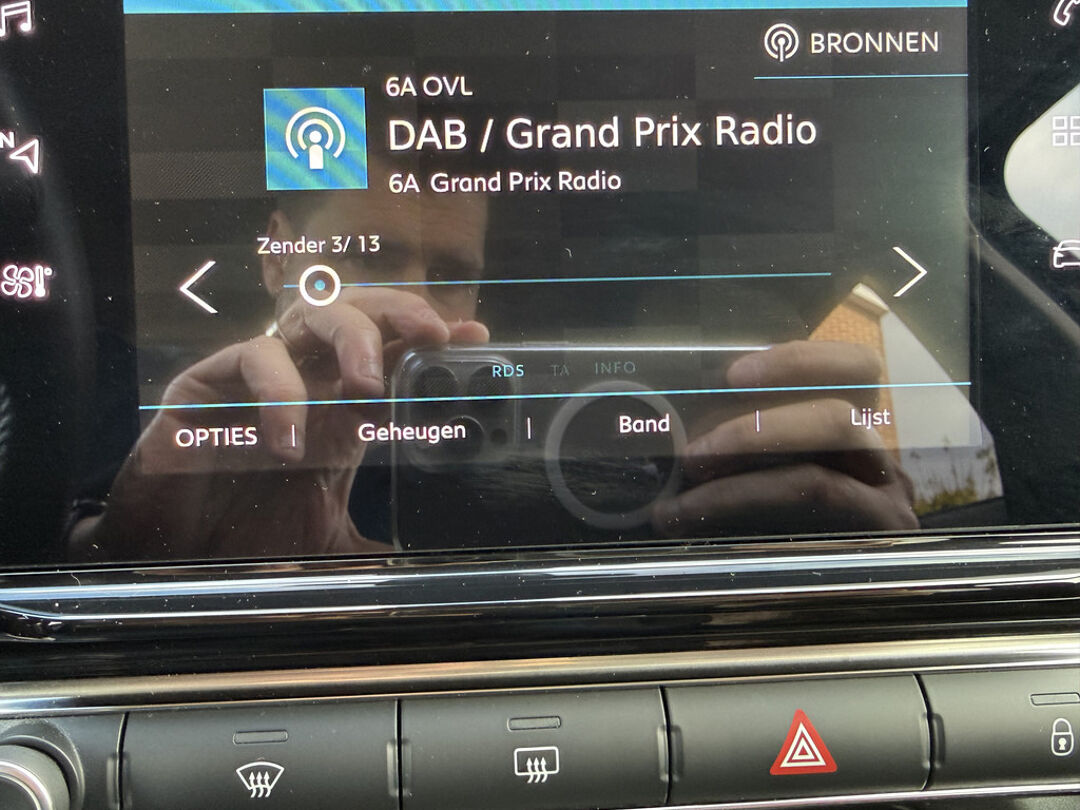 BRONNEN
6A OVL
DAB / Grand Prix Radio
6A Grand Prix Radio
N
Zender 3/ 13
RDS TA INFO
OPTIES | Geheugen | Band | Lijst